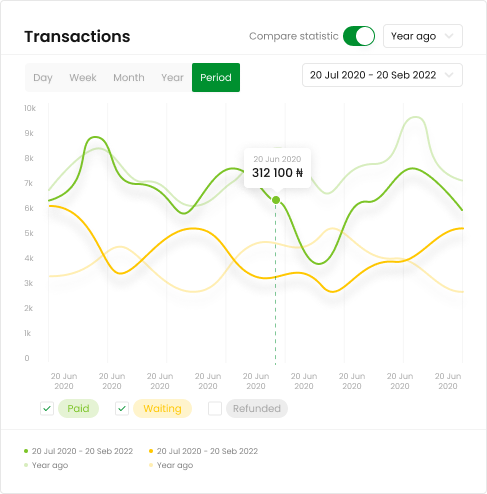 Transactions
Compare statistic
Year ago
Day Week Month Year Period
20 Jul 2020 - 20 Seb 2022
10k
9k
8k
7k
6k
5k
4k
3k
2k
1k
0
20 Jun 2020
312 100 ₦
20 Jun 20 Jun 20 Jun 20 Jun 20 Jun 20 Jun 20 Jun 20 Jun 20 Jun
2020 2020 2020 2020 2020 2020 2020 2020 2020
Paid Waiting Refunded
20 Jul 2020 - 20 Seb 2022 20 Jul 2020 - 20 Seb 2022
Year ago Year ago